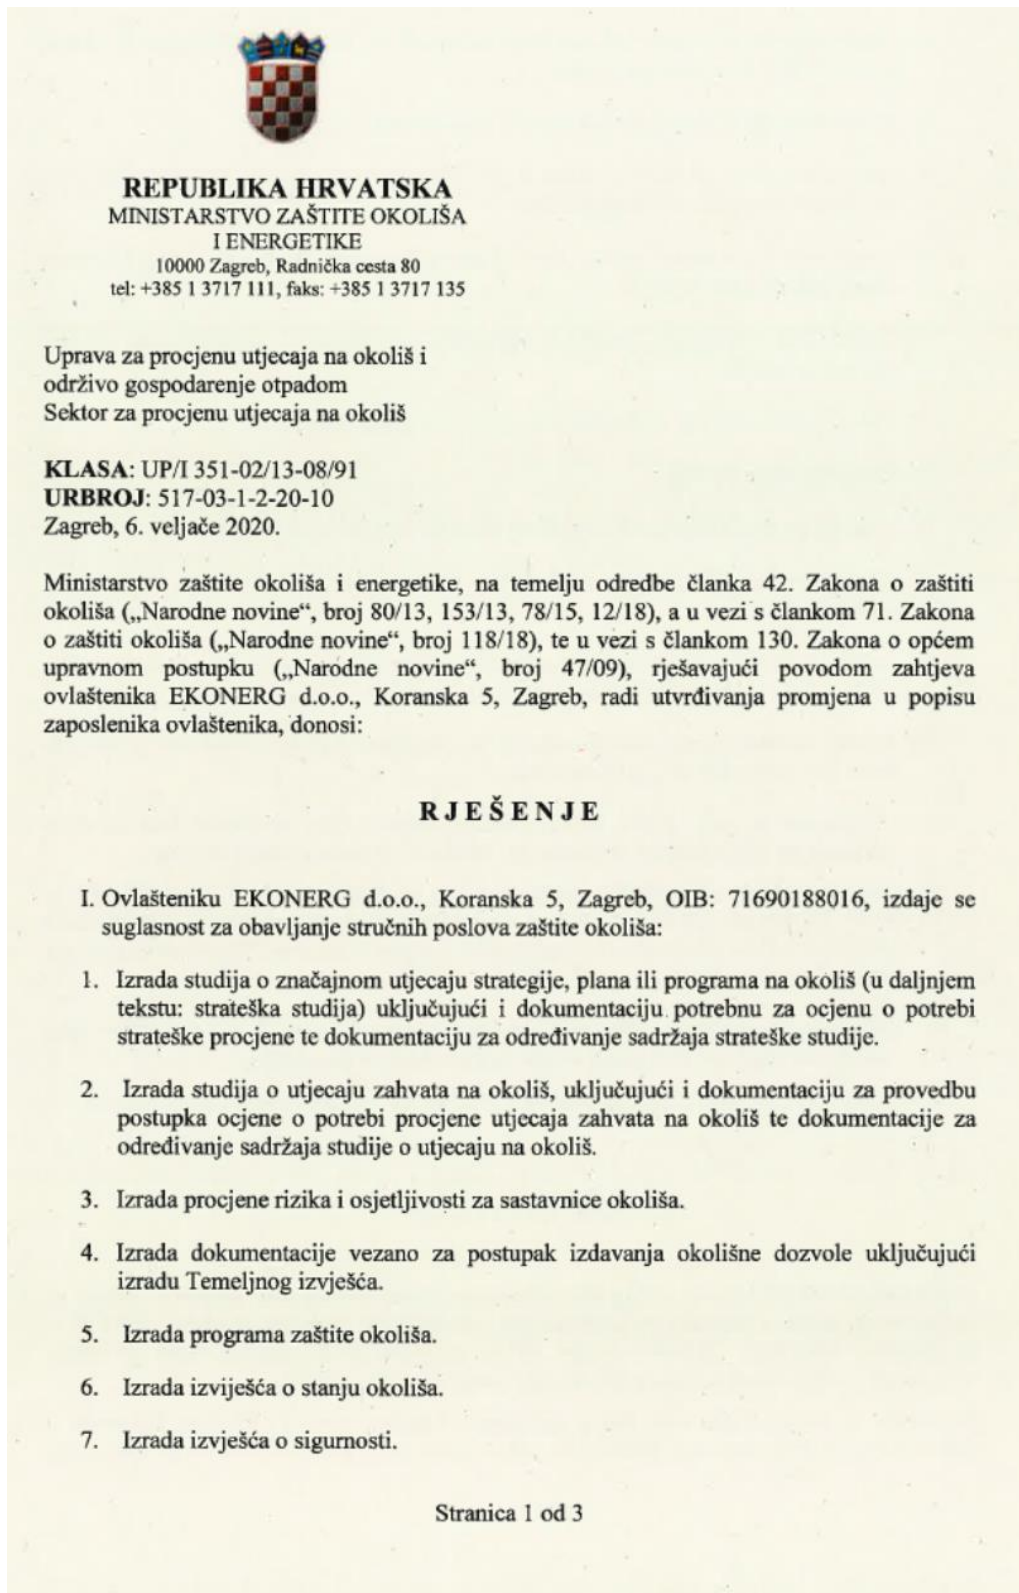 REPUBLIKA HRVATSKA
MINISTARSTVO ZAŠTITE OKOLIŠA
I ENERGETIKE
10000 Zagreb, Radnička cesta 80
tel: +385 1 3717 111, faks: +385 1 3717 135
Uprava za procjenu utjecaja na okoliš i
održivo gospodarenje otpadom
Sektor za procjenu utjecaja na okoliš
KLASA: UP/I 351-02/13-08/91
URBROJ: 517-03-1-2-20-10
Zagreb, 6. veljače 2020.
Ministarstvo zaštite okoliša i energetike, na temelju odredbe članka 42. Zakona o zaštiti
okoliša („Narodne novine“, broj 80/13, 153/13, 78/15, 12/18), a u vezi s člankom 71. Zakona
o zaštiti okoliša („Narodne novine“, broj 118/18), te u vezi s člankom 130. Zakona o općem
upravnom postupku („Narodne novine“, broj 47/09), rješavajući povodom zahtjeva
ovlaštenika EKONERG d.o.o., Koranska 5, Zagreb, radi utvrđivanja promjena u popisu
zaposlenika ovlaštenika, donosi:
RJEŠENJE
I. Ovlašteniku EKONERG d.o.o., Koranska 5, Zagreb, OIB: 71690188016, izdaje se
suglasnost za obavljanje stručnih poslova zaštite okoliša:
1. Izrada studija o značajnom utjecaju strategije, plana ili programa na okoliš (u daljnjem
tekstu: strateška studija) uključujući i dokumentaciju potrebnu za ocjenu o potrebi
strateške procjene te dokumentaciju za određivanje sadržaja strateške studije.
2. Izrada studija o utjecaju zahvata na okoliš, uključujući i dokumentaciju za provedbu
postupka ocjene o potrebi procjene utjecaja zahvata na okoliš te dokumentacije za
određivanje sadržaja studije o utjecaju na okoliš.
3. Izrada procjene rizika i osjetljivosti za sastavnice okoliša.
4. Izrada dokumentacije vezano za postupak izdavanja okolišne dozvole uključujući
izradu Temeljnog izvješća.
5. Izrada programa zaštite okoliša.
6. Izrada izviješća o stanju okoliša.
7. Izrada izvješća o sigurnosti.
Stranica 1 od 3